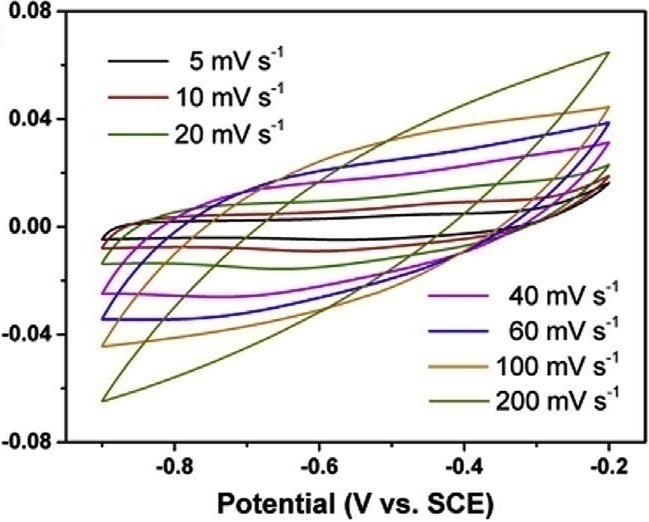 0.08
0.04
0.00
-0.04
-0.08
5 mV s⁻¹
10 mV s⁻¹
20 mV s⁻¹
40 mV s⁻¹
60 mV s⁻¹
100 mV s⁻¹
200 mV s⁻¹
-0.8 -0.6 -0.4 -0.2
Potential (V vs. SCE)